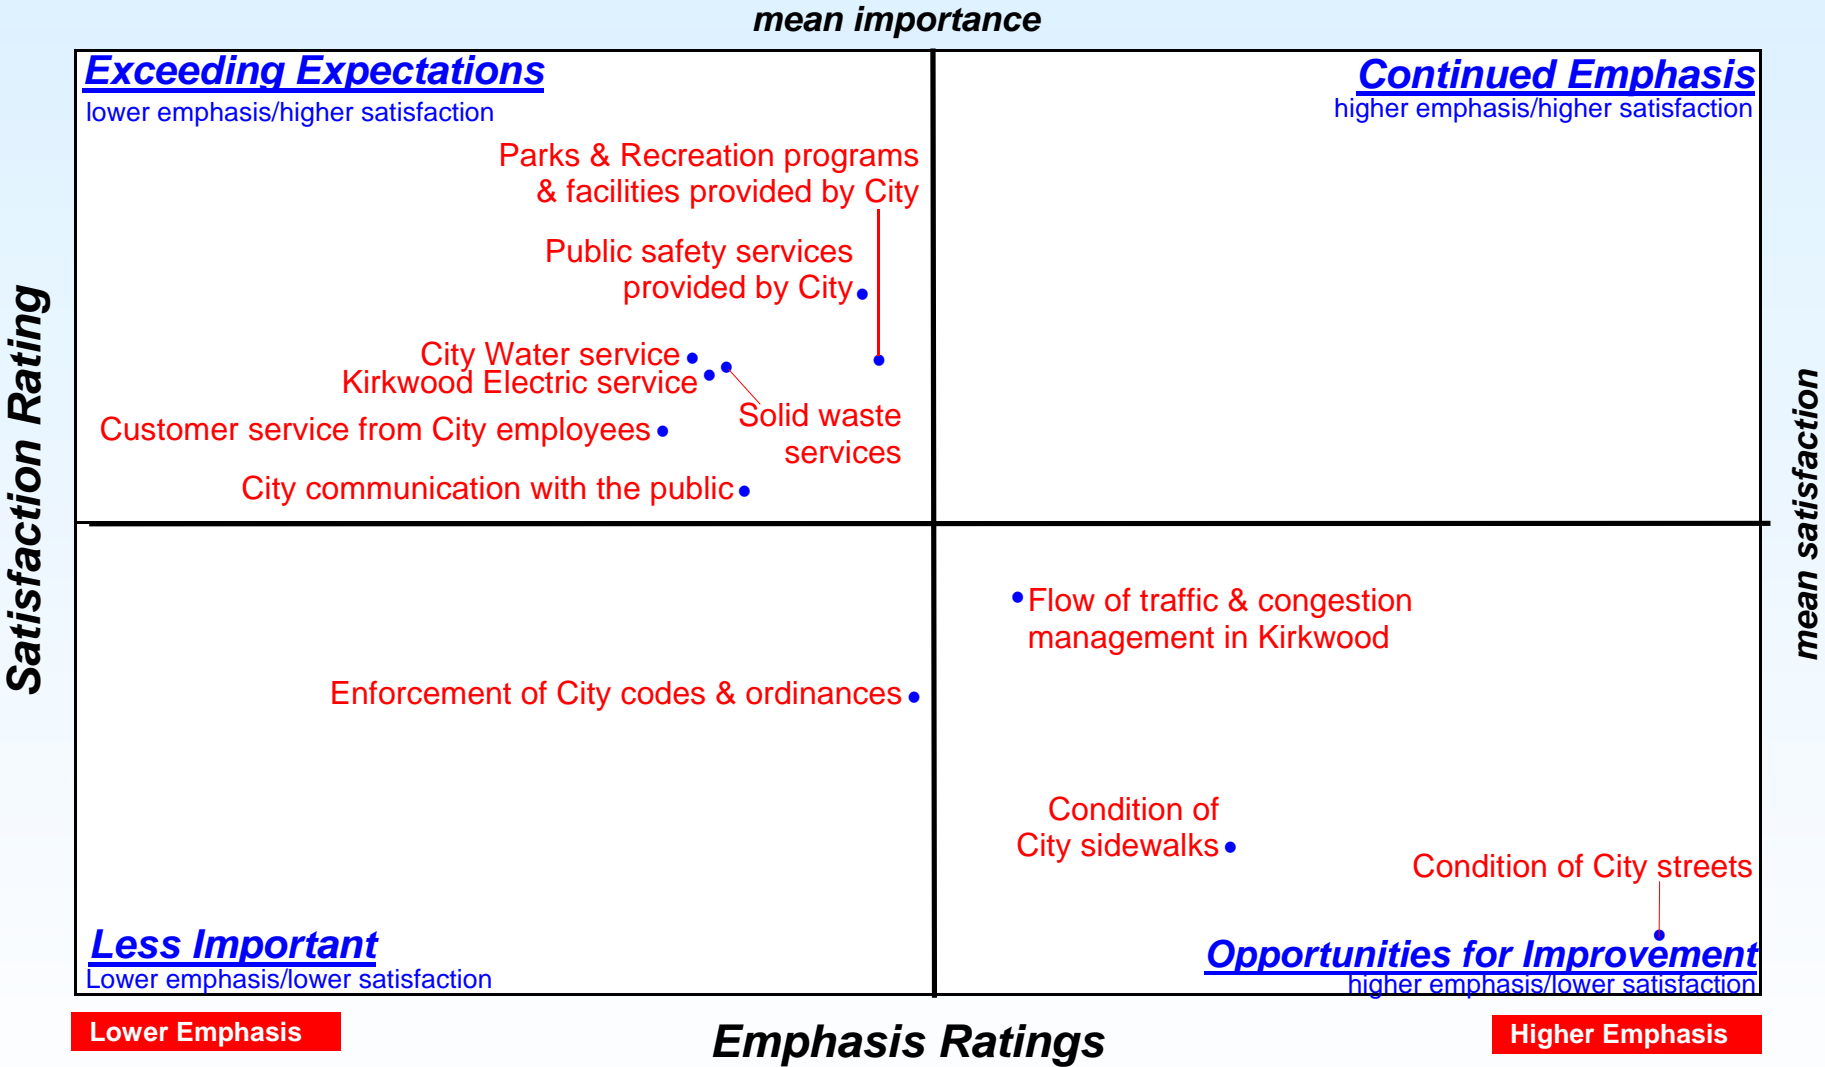 mean importance
Exceeding Expectations
lower emphasis/higher satisfaction
Continued Emphasis
higher emphasis/higher satisfaction
Parks & Recreation programs
& facilities provided by City
Public safety services
provided by City
City Water service
Kirkwood Electric service
Solid waste
services
Customer service from City employees
City communication with the public
Satisfaction Rating
mean satisfaction
Flow of traffic & congestion
management in Kirkwood
Enforcement of City codes & ordinances
Condition of
City sidewalks
Condition of City streets
Less Important
Lower emphasis/lower satisfaction
Opportunities for Improvement
higher emphasis/lower satisfaction
Lower Emphasis
Emphasis Ratings
Higher Emphasis